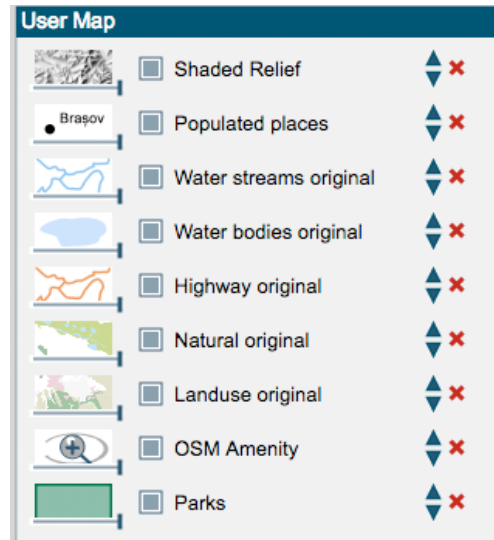 User Map
Shaded Relief
Brașov
Populated places
Water streams original
Water bodies original
Highway original
Natural original
Landuse original
OSM Amenity
Parks